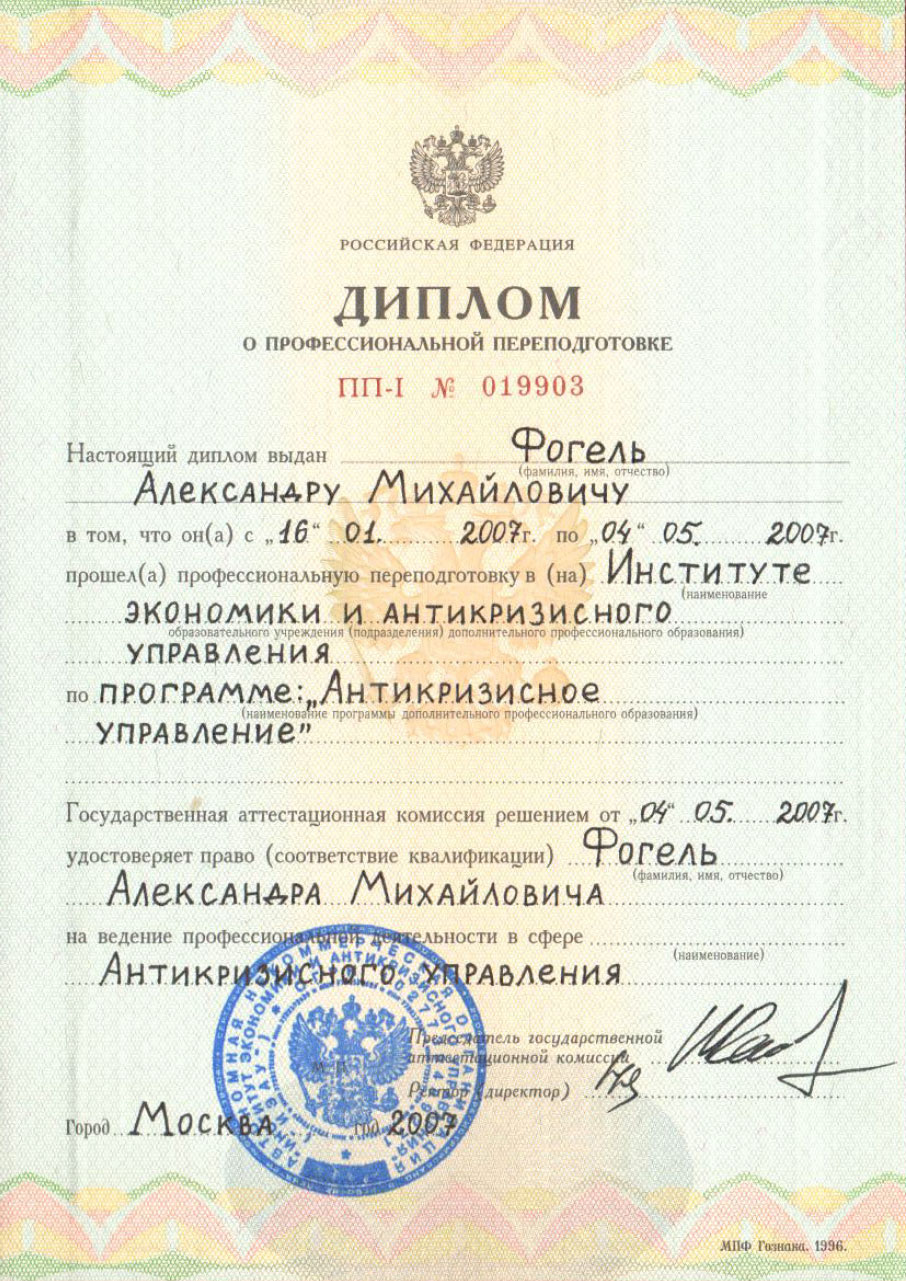 РОССИЙСКАЯ ФЕДЕРАЦИЯ
ДИПЛОМ
О ПРОФЕССИОНАЛЬНОЙ ПЕРЕПОДГОТОВКЕ
ПП-I № 019903
Настоящий диплом выдан Фогель
(фамилия, имя, отчество)
Александру Михайловичу
в том, что он(а) с „16“ 01. 2007г. по „04“ 05. 2007г.
прошел(а) профессиональную переподготовку в (на) Институте
(наименование
экономики и антикризисного
образовательного учреждения (подразделения) дополнительного профессионального образования)
управления
по программе: „Антикризисное
(наименование программы дополнительного профессионального образования)
управление”
Государственная аттестационная комиссия решением от „04“ 05. 2007г.
удостоверяет право (соответствие квалификации) Фогель
(фамилия, имя, отчество)
Александра Михайловича
на ведение профессиональной деятельности в сфере
(наименование)
Антикризисного управления
Председатель государственной
аттестационной комиссии
Ректор (директор)
Город Москва год 2007
МПФ Гознака. 1996.